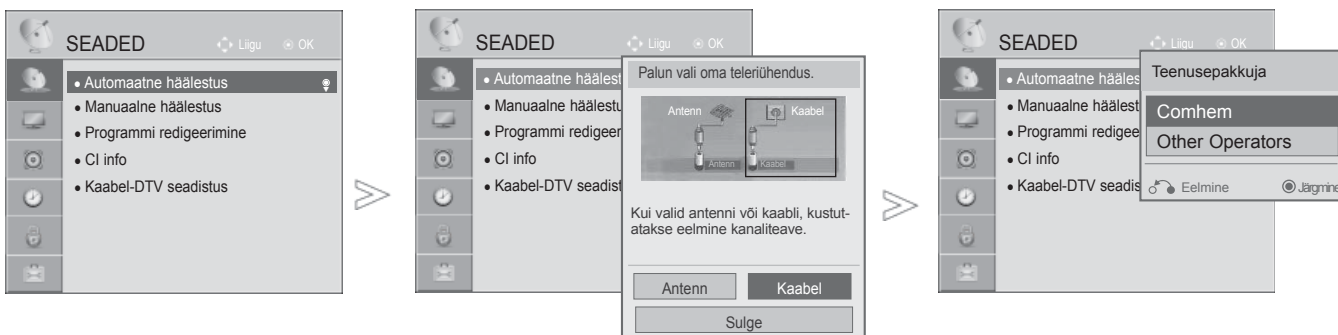 SEADED
Liigu OK
• Automaatne häälestus
• Manuaalne häälestus
• Programmi redigeerimine
• CI info
• Kaabel-DTV seadistus
SEADED
Liigu OK
• Automaatne häälest
• Manuaalne häälestu
• Programmi redigeer
• CI info
• Kaabel-DTV seadist
Palun vali oma teleriühendus.
Antenn Kaabel
Antenn Kaabel
Kui valid antenni või kaabli, kustut-
atakse eelmine kanaliteave.
Antenn Kaabel
Sulge
SEADED
Liigu OK
• Automaatne hääles
• Manuaalne häälest
• Programmi redigee
• CI info
• Kaabel-DTV seadis
Teenusepakkuja
Comhem
Other Operators
Eelmine Järgmine